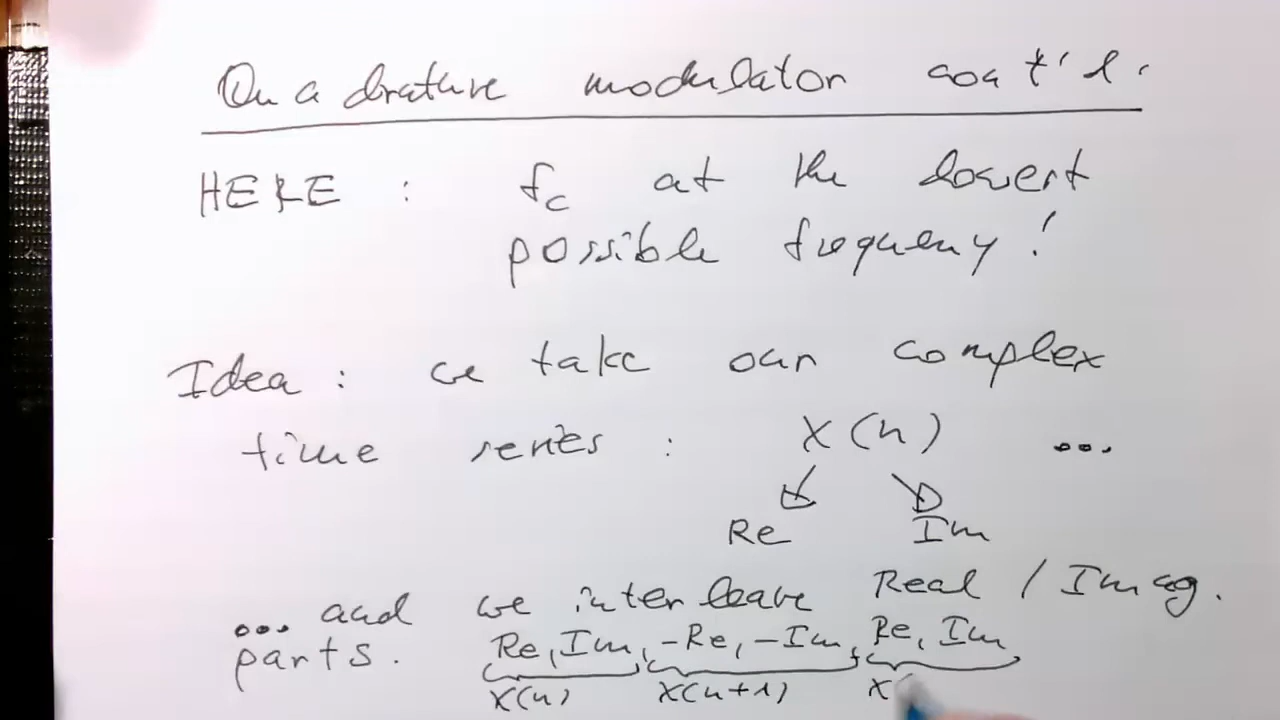 Quadrature modulator cont'd.
HERE : fc at the lowest
possible frequency!
Idea : we take our complex
time series : x(n) ...
Re Im
... and we interleave Real / Imag.
parts. Re, Im, -Re, -Im, Re, Im
x(n) x(n+1) x(